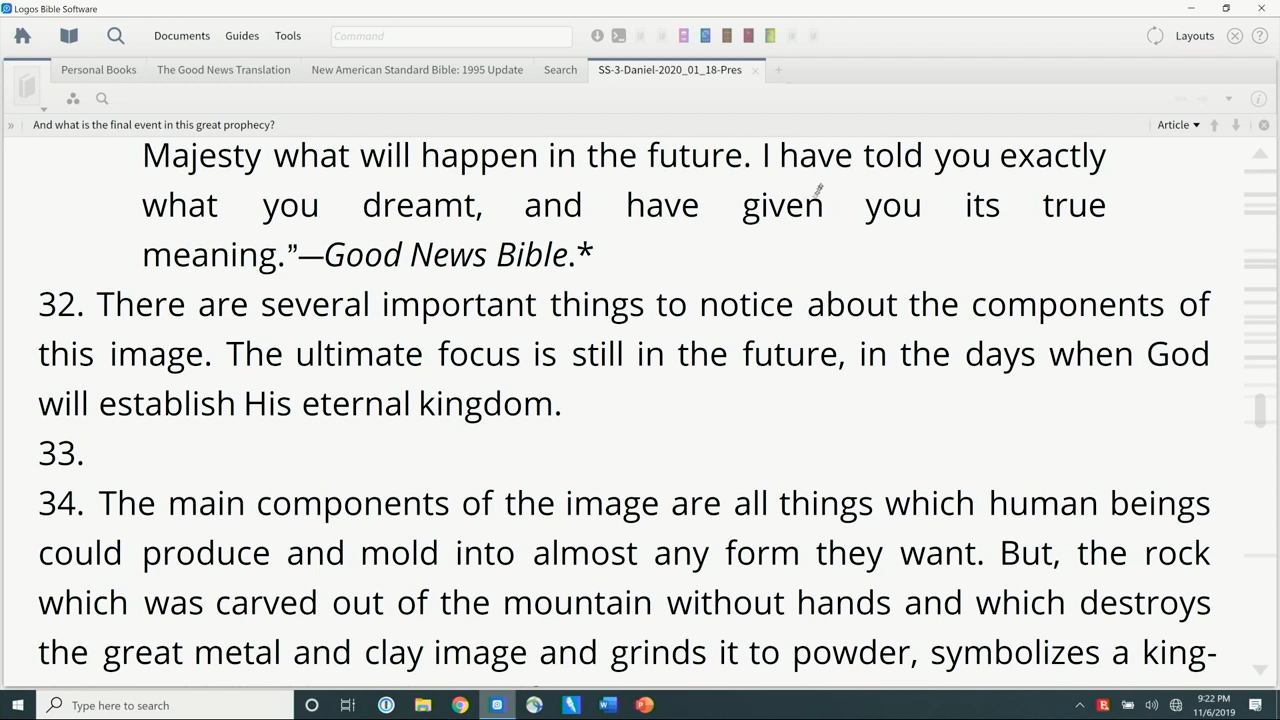 Logos Bible Software
Documents Guides Tools Command Layouts
Personal Books The Good News Translation New American Standard Bible: 1995 Update Search SS-3-Daniel-2020_01_18-Pres
» And what is the final event in this great prophecy? Article
Majesty what will happen in the future. I have told you exactly
what you dreamt, and have given you its true
meaning.”—Good News Bible.*
32. There are several important things to notice about the components of
this image. The ultimate focus is still in the future, in the days when God
will establish His eternal kingdom.
33.
34. The main components of the image are all things which human beings
could produce and mold into almost any form they want. But, the rock
which was carved out of the mountain without hands and which destroys
the great metal and clay image and grinds it to powder, symbolizes a king-
Type here to search 9:22 PM
11/6/2019